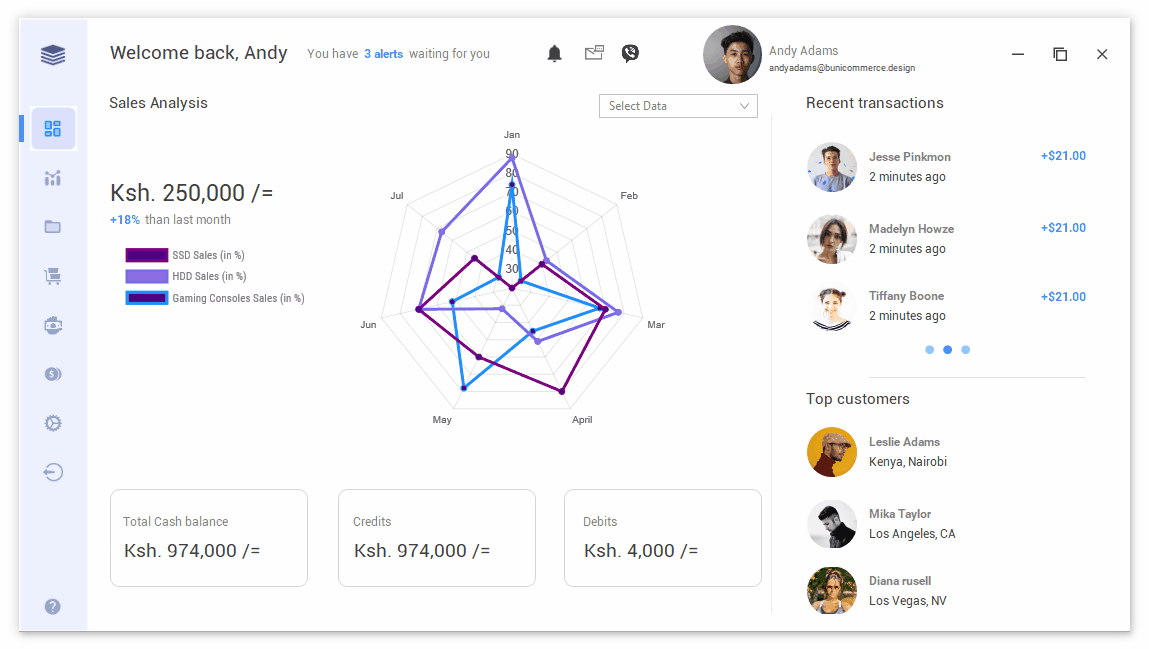 Welcome back, Andy
You have 3 alerts waiting for you
Andy Adams
andyadams@bunicommerce.design
Sales Analysis
Select Data
Ksh. 250,000 /=
+18% than last month
SSD Sales (in %)
HDD Sales (in %)
Gaming Consoles Sales (in %)
Jan
Feb
Mar
April
May
Jun
Jul
90
80
70
60
50
40
30
Total Cash balance
Ksh. 974,000 /=
Credits
Ksh. 974,000 /=
Debits
Ksh. 4,000 /=
Recent transactions
Jesse Pinkmon
+$21.00
2 minutes ago
Madelyn Howze
+$21.00
2 minutes ago
Tiffany Boone
+$21.00
2 minutes ago
Top customers
Leslie Adams
Kenya, Nairobi
Mika Taylor
Los Angeles, CA
Diana rusell
Los Vegas, NV
$
?